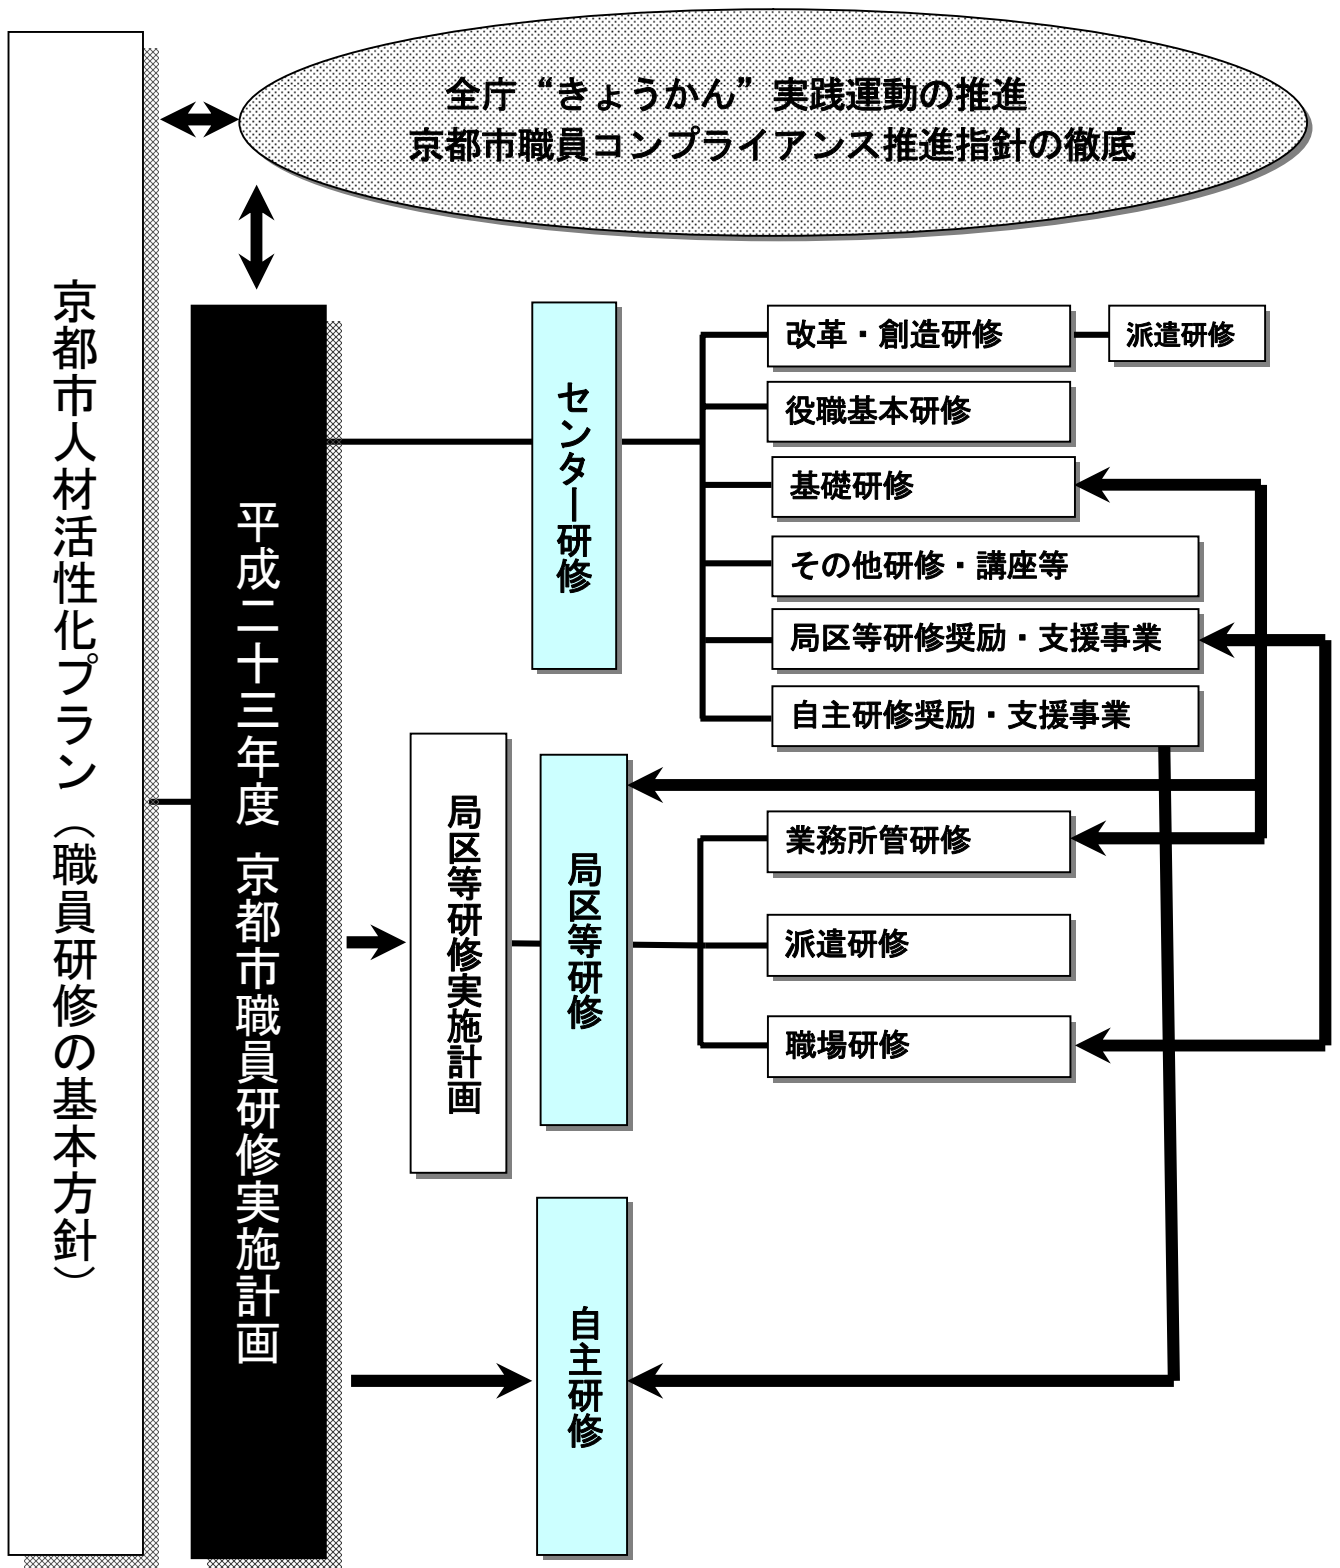 全庁“きょうかん”実践運動の推進
京都市職員コンプライアンス推進指針の徹底
京都市人材活性化プラン（職員研修の基本方針）
平成二十三年度 京都市職員研修実施計画
センター研修
改革・創造研修
派遣研修
役職基本研修
基礎研修
その他研修・講座等
局区等研修奨励・支援事業
自主研修奨励・支援事業
局区等研修実施計画
局区等研修
業務所管研修
派遣研修
職場研修
自主研修